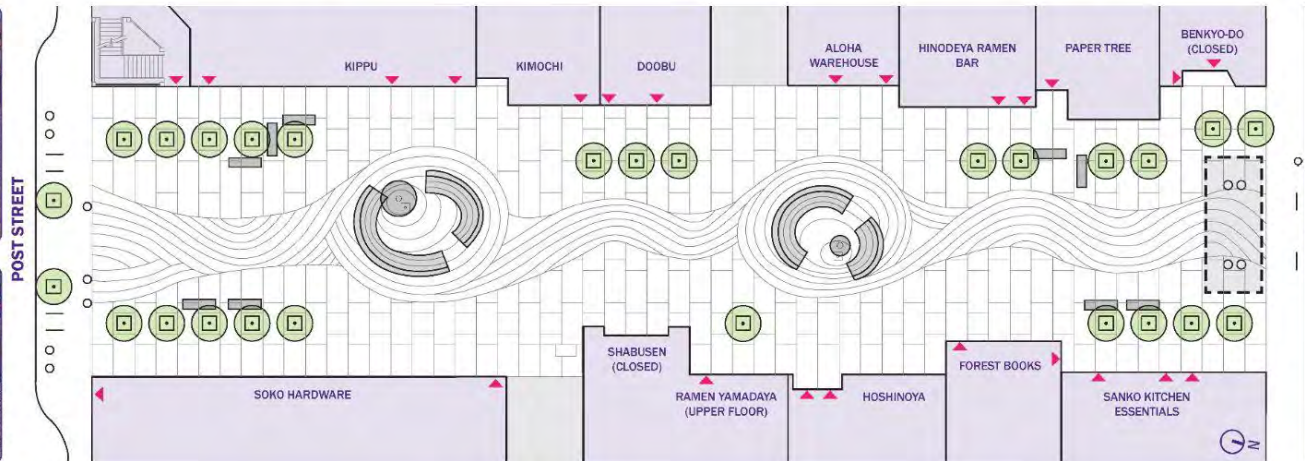 POST STREET
KIPPU
KIMOCHI
DOOBU
ALOHA
WAREHOUSE
HINODEYA RAMEN
BAR
PAPER TREE
BENKYO-DO
(CLOSED)
SOKO HARDWARE
SHABUSEN
(CLOSED)
RAMEN YAMADAYA
(UPPER FLOOR)
HOSHINOYA
FOREST BOOKS
SANKO KITCHEN
ESSENTIALS
N